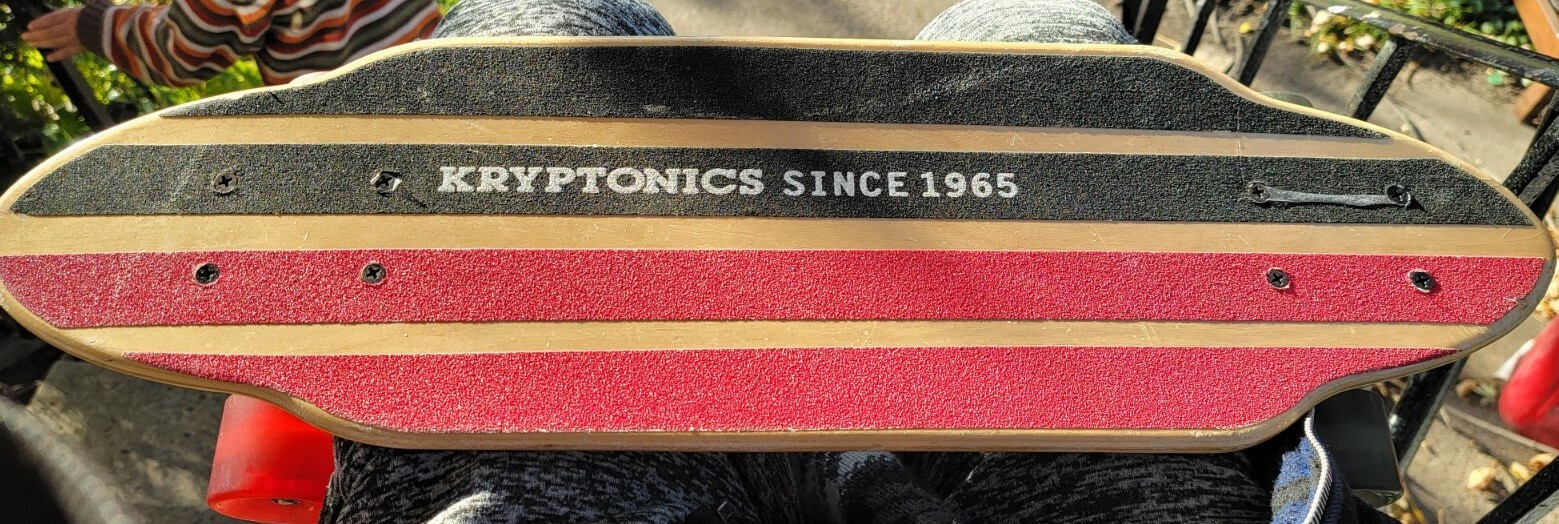 KRYPTONICS SINCE 1965